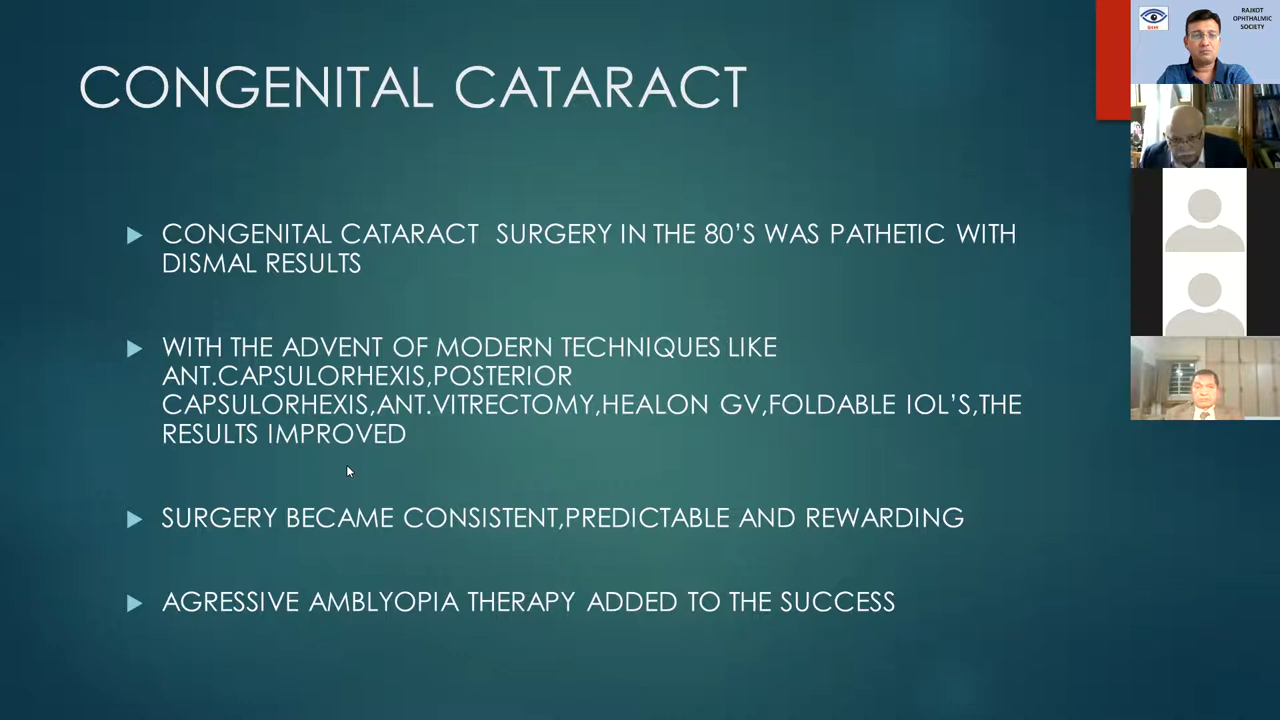 CONGENITAL CATARACT
CONGENITAL CATARACT SURGERY IN THE 80'S WAS PATHETIC WITH
DISMAL RESULTS
WITH THE ADVENT OF MODERN TECHNIQUES LIKE
ANT.CAPSULORHEXIS,POSTERIOR
CAPSULORHEXIS,ANT.VITRECTOMY,HEALON GV,FOLDABLE IOL'S,THE
RESULTS IMPROVED
SURGERY BECAME CONSISTENT,PREDICTABLE AND REWARDING
AGRESSIVE AMBLYOPIA THERAPY ADDED TO THE SUCCESS
RAJKOT
OPHTHALMIC
SOCIETY